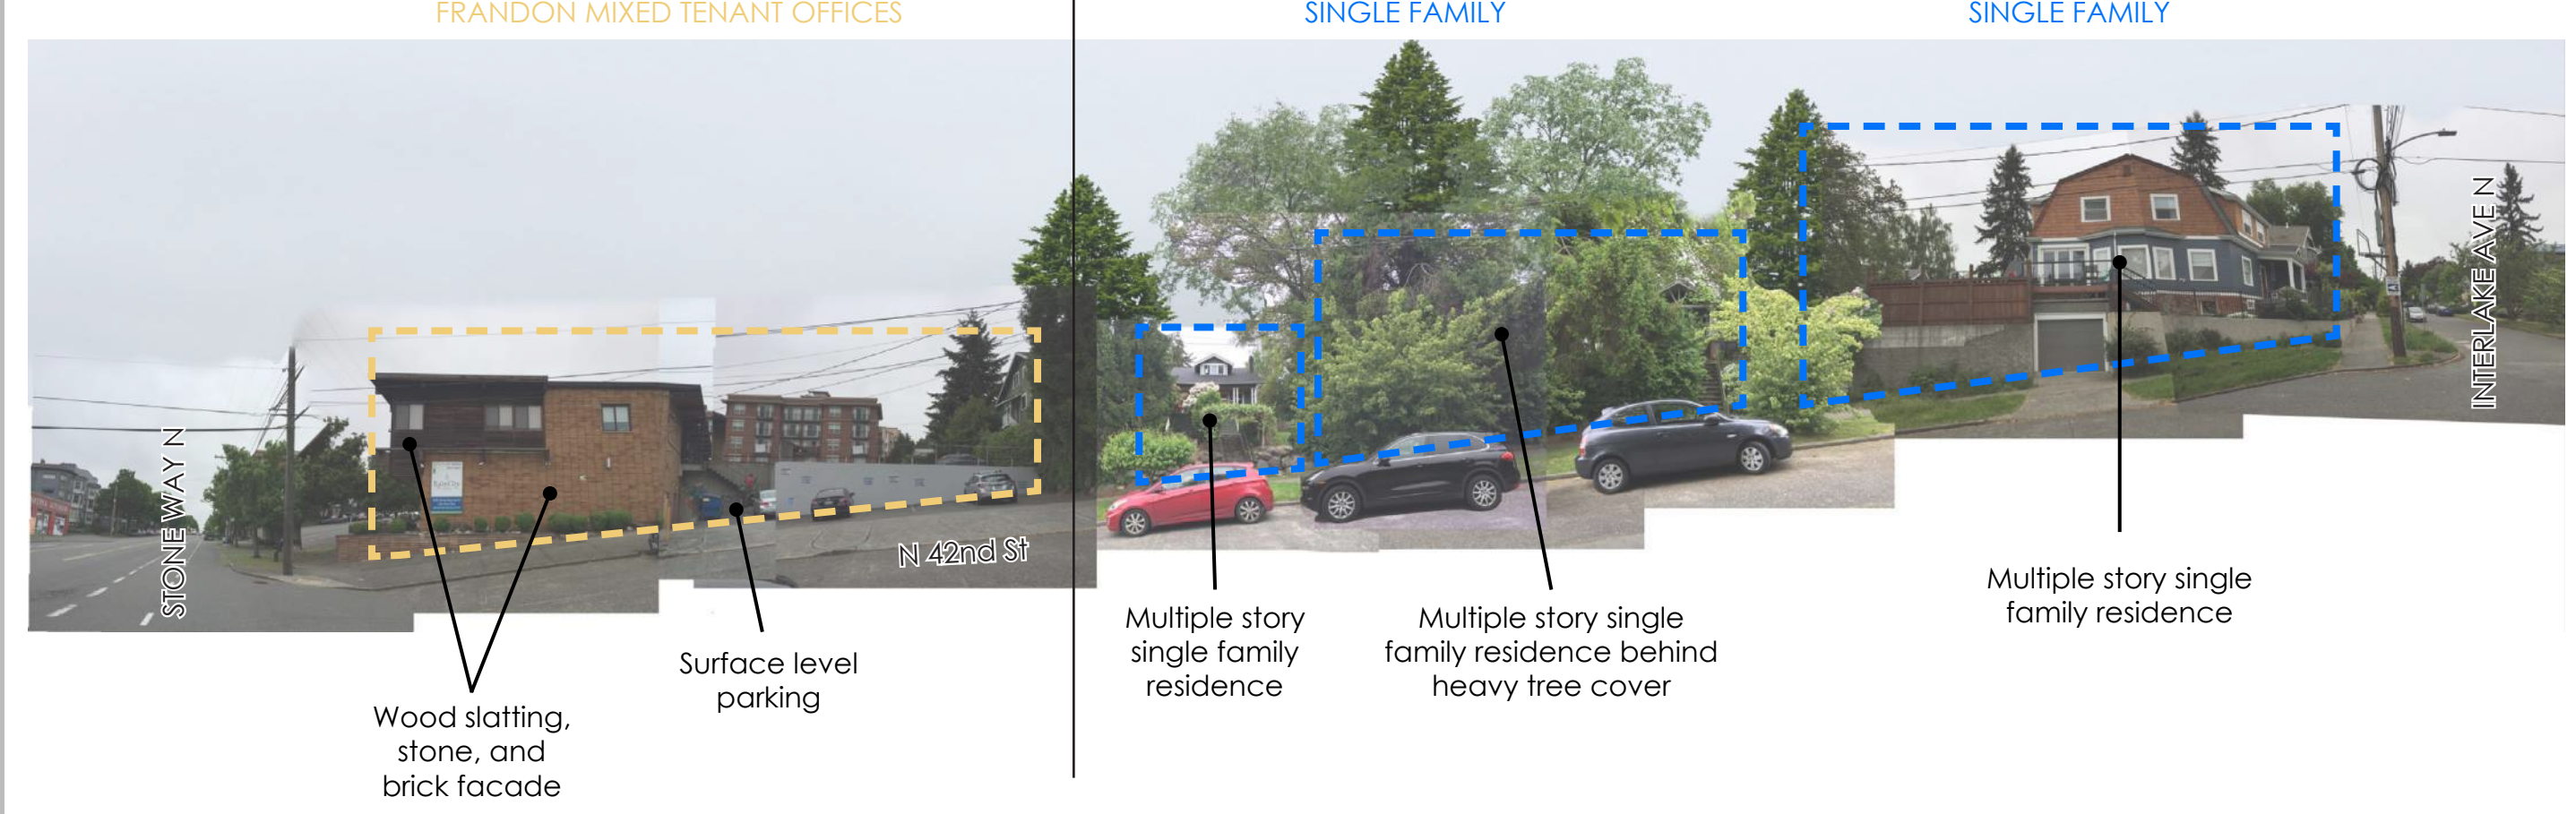 FRANDON MIXED TENANT OFFICES
SINGLE FAMILY
SINGLE FAMILY
STONE WAY N
N 42nd St
INTERLAKE AVE N
Wood slatting,
stone, and
brick facade
Surface level
parking
Multiple story
single family
residence
Multiple story single
family residence behind
heavy tree cover
Multiple story single
family residence